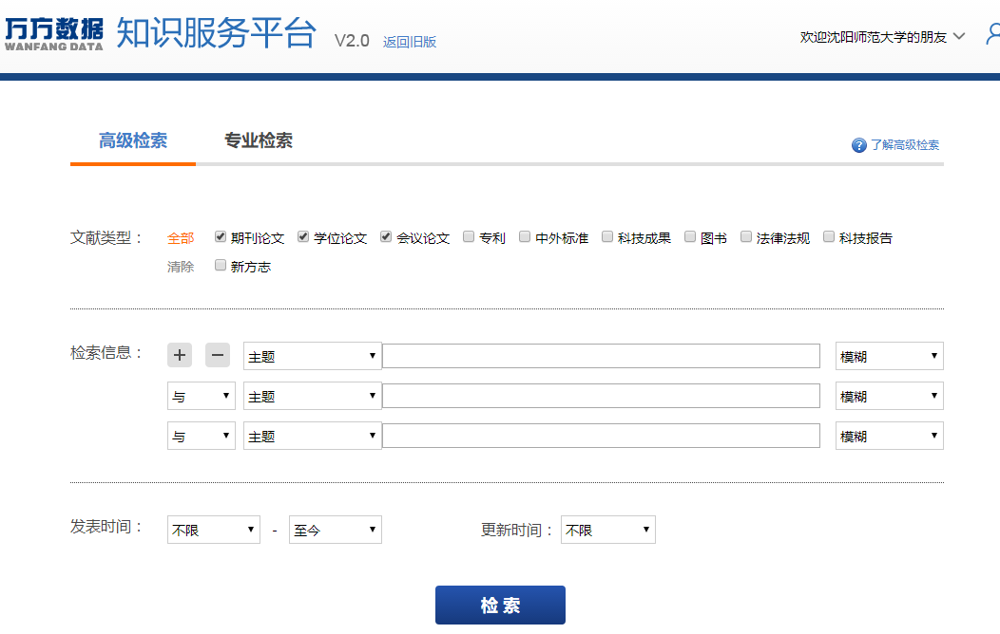 万方数据 知识服务平台 V2.0 返回旧版 欢迎沈阳师范大学的朋友
WANFANG DATA
高级检索 专业检索 了解高级检索
文献类型： 全部 期刊论文 学位论文 会议论文 专利 中外标准 科技成果 图书 法律法规 科技报告
清除 新方志
检索信息： + − 主题 模糊
与 主题 模糊
与 主题 模糊
发表时间： 不限 - 至今 更新时间： 不限
检 索